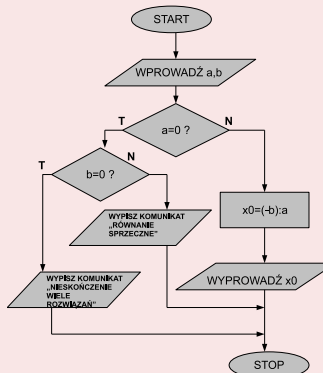 START
WPROWADŹ a,b
a=0 ?
T
N
b=0 ?
T
N
x0=(-b):a
WYPISZ KOMUNIKAT
„RÓWNANIE
SPRZECZNE”
WYPISZ KOMUNIKAT
„NIESKOŃCZENIE
WIELE
ROZWIĄZAŃ”
WYPROWADŹ x0
STOP